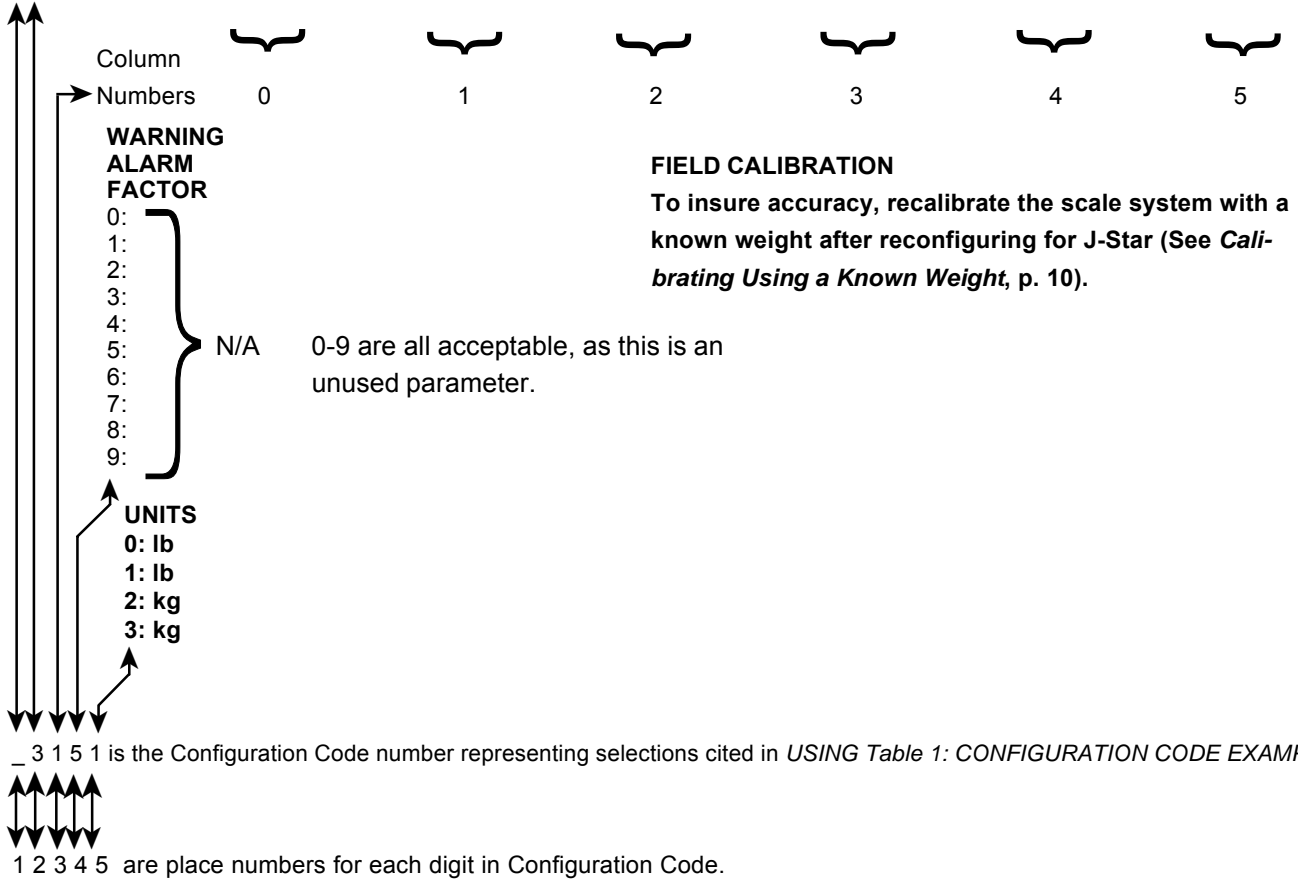 Column
Numbers 0 1 2 3 4 5
WARNING
ALARM
FACTOR
0:
1:
2:
3:
4:
5:
6:
7:
8:
9:
N/A 0-9 are all acceptable, as this is an
unused parameter.
FIELD CALIBRATION
To insure accuracy, recalibrate the scale system with a
known weight after reconfiguring for J-Star (See Cali-
brating Using a Known Weight, p. 10).
UNITS
0: lb
1: lb
2: kg
3: kg
_ 3 1 5 1 is the Configuration Code number representing selections cited in USING Table 1: CONFIGURATION CODE
1 2 3 4 5 are place numbers for each digit in Configuration Code.